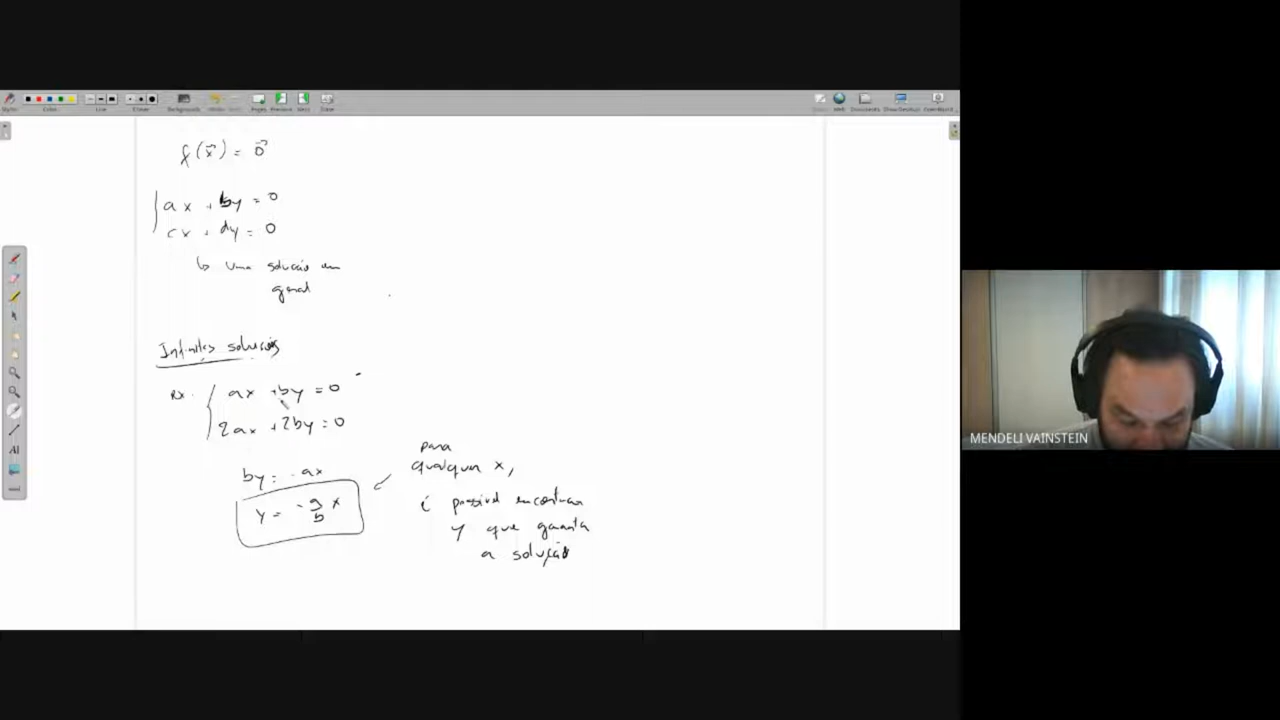 f(x⃗) = 0⃗
ax + by = 0
cx + dy = 0
↳ Uma solução em
geral
Infinitas soluções
Ex.
ax + by = 0
2ax + 2by = 0
by = -ax
y = -a/b x
para
qualquer x,
é possível encontrar
y que garanta
a solução
MENDELI VAINSTEIN